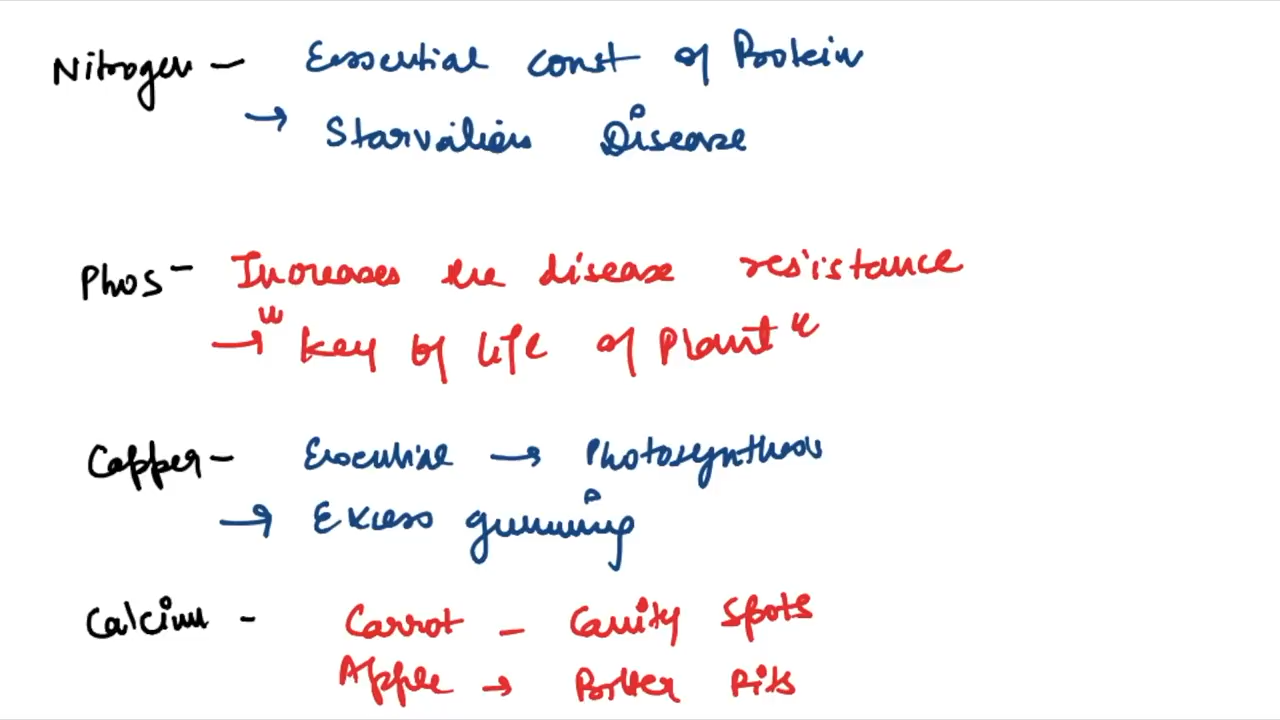 Nitrogen - Essential const of Protein
→ Starvation Disease
Phos - Increases the disease resistance
→ "Key of life of Plant"
Copper - Essential → Photosynthesis
→ Excess gumming
Calcium - Carrot - Cavity Spots
Apple → Bitter Pits